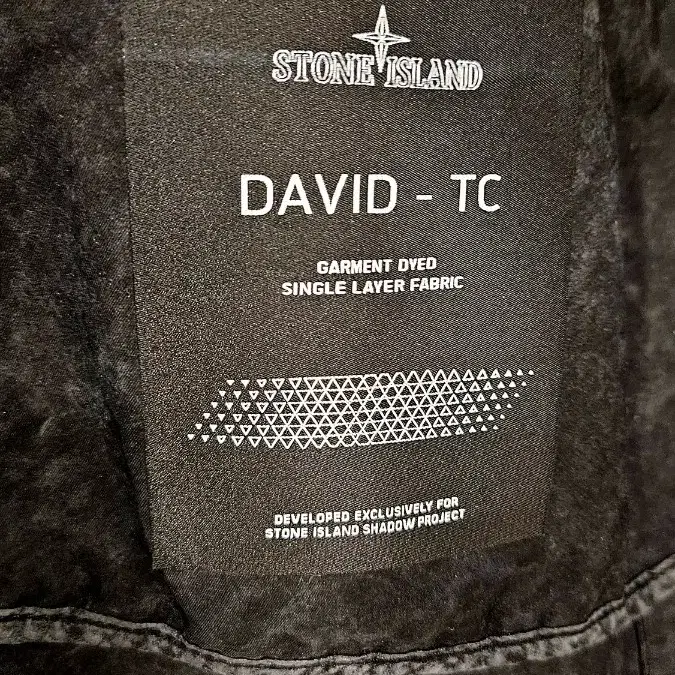 STONE ISLAND
DAVID - TC
GARMENT DYED
SINGLE LAYER FABRIC
DEVELOPED EXCLUSIVELY FOR
STONE ISLAND SHADOW PROJECT